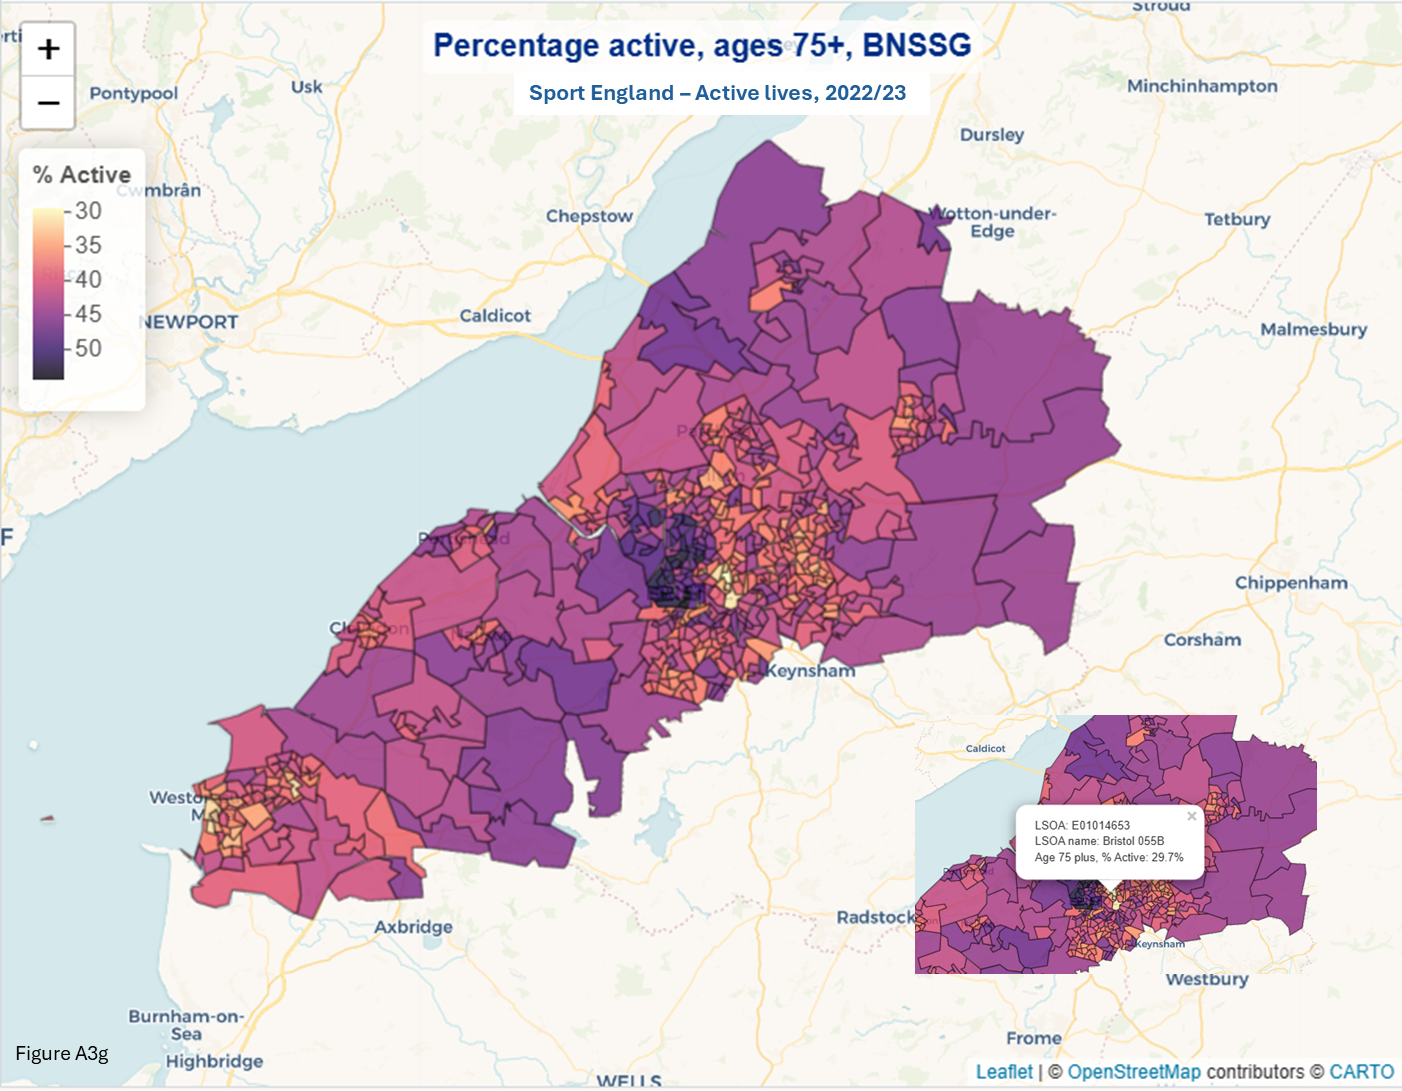 Stroud
+
−
Percentage active, ages 75+, BNSSG
Sport England – Active lives, 2022/23
Pontypool
Usk
Minchinhampton
Dursley
% Active
Cwmbrân
30
35
40
45
50
Chepstow
Wotton-under-
Edge
Tetbury
NEWPORT
Caldicot
Malmesbury
Chippenham
Corsham
Keynsham
Caldicot
LSOA: E01014653
LSOA name: Bristol 055B
Age 75 plus, % Active: 29.7%
×
Keynsham
Radstock
Axbridge
Westbury
Burnham-on-
Sea
Highbridge
Frome
Figure A3g
WELLS
Leaflet | © OpenStreetMap contributors © CARTO